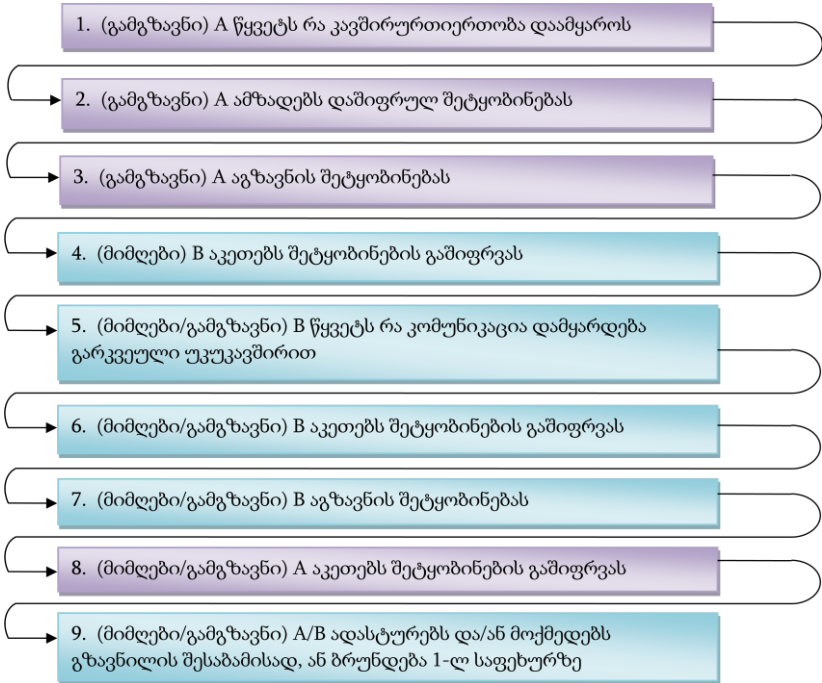 1. (გამგზავნი) A წყვეტს რა კავშირურთიერთობა დაამყაროს
2. (გამგზავნი) A ამზადებს დაშიფრულ შეტყობინებას
3. (გამგზავნი) A აგზავნის შეტყობინებას
4. (მიმღები) B აკეთებს შეტყობინების გაშიფრვას
5. (მიმღები/გამგზავნი) B წყვეტს რა კომუნიკაცია დამყარდება
გარკვეული უკუკავშირით
6. (მიმღები/გამგზავნი) B აკეთებს შეტყობინების გაშიფრვას
7. (მიმღები/გამგზავნი) B აგზავნის შეტყობინებას
8. (მიმღები/გამგზავნი) A აკეთებს შეტყობინების გაშიფრვას
9. (მიმღები/გამგზავნი) A/B ადასტურებს და/ან მოქმედებს
გზავნილის შესაბამისად, ან ბრუნდება 1-ლ საფეხურზე